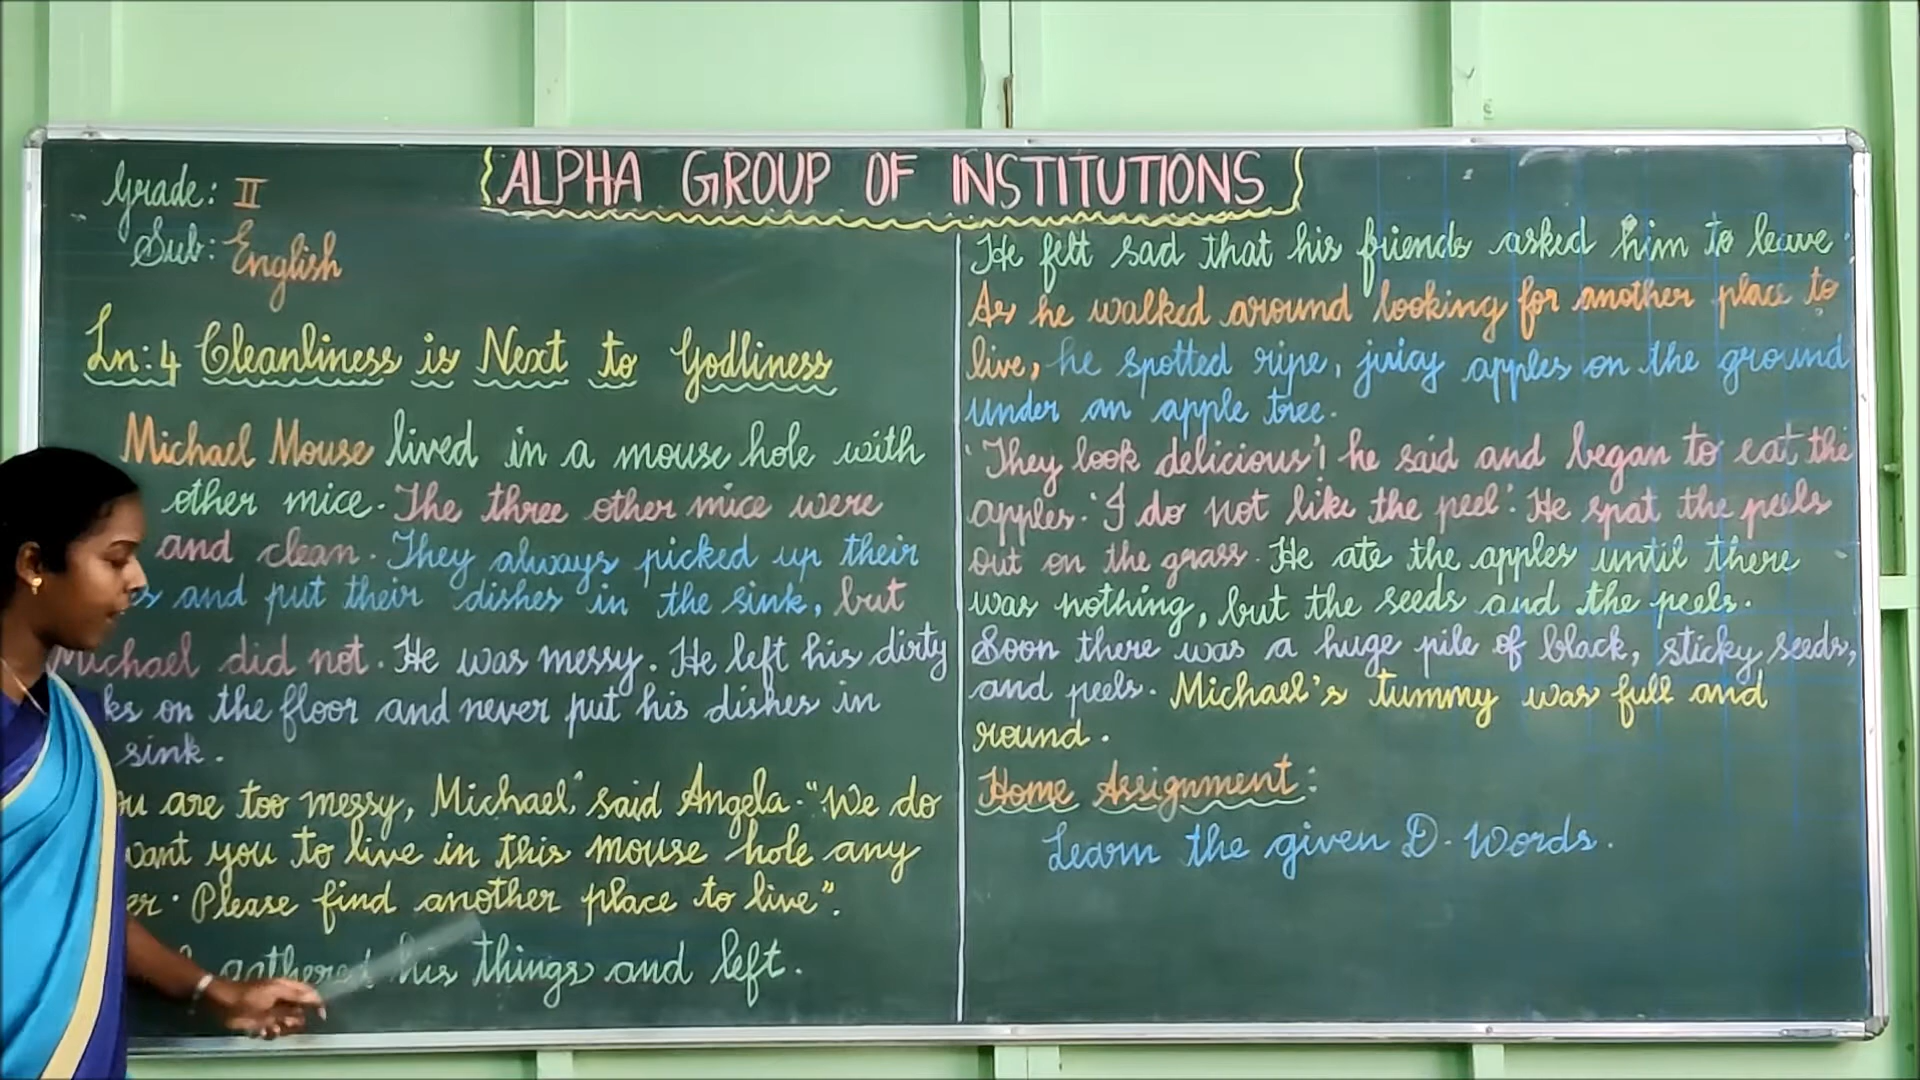 ALPHA GROUP OF INSTITUTIONS
Grade: II
Sub: English
Ln: 4 Cleanliness is Next to Godliness
Michael Mouse lived in a mouse hole with
other mice. The three other mice were
and clean. They always picked up their
and put their dishes in the sink, but
Michael did not. He was messy. He left his dirty
on the floor and never put his dishes in
sink.
are too messy, Michael," said Angela. "We do
want you to live in this mouse hole any
Please find another place to live".
gathered his things and left.
He felt sad that his friends asked him to leave.
As he walked around looking for another place to
live, he spotted ripe, juicy apples on the ground
under an apple tree.
'They look delicious'! he said and began to eat the
apples. 'I do not like the peel'. He spat the peels
out on the grass. He ate the apples until there
was nothing, but the seeds and the peels.
Soon there was a huge pile of black, sticky seeds,
and peels. Michael's tummy was full and
round.
Home Assignment:
Learn the given D. Words.